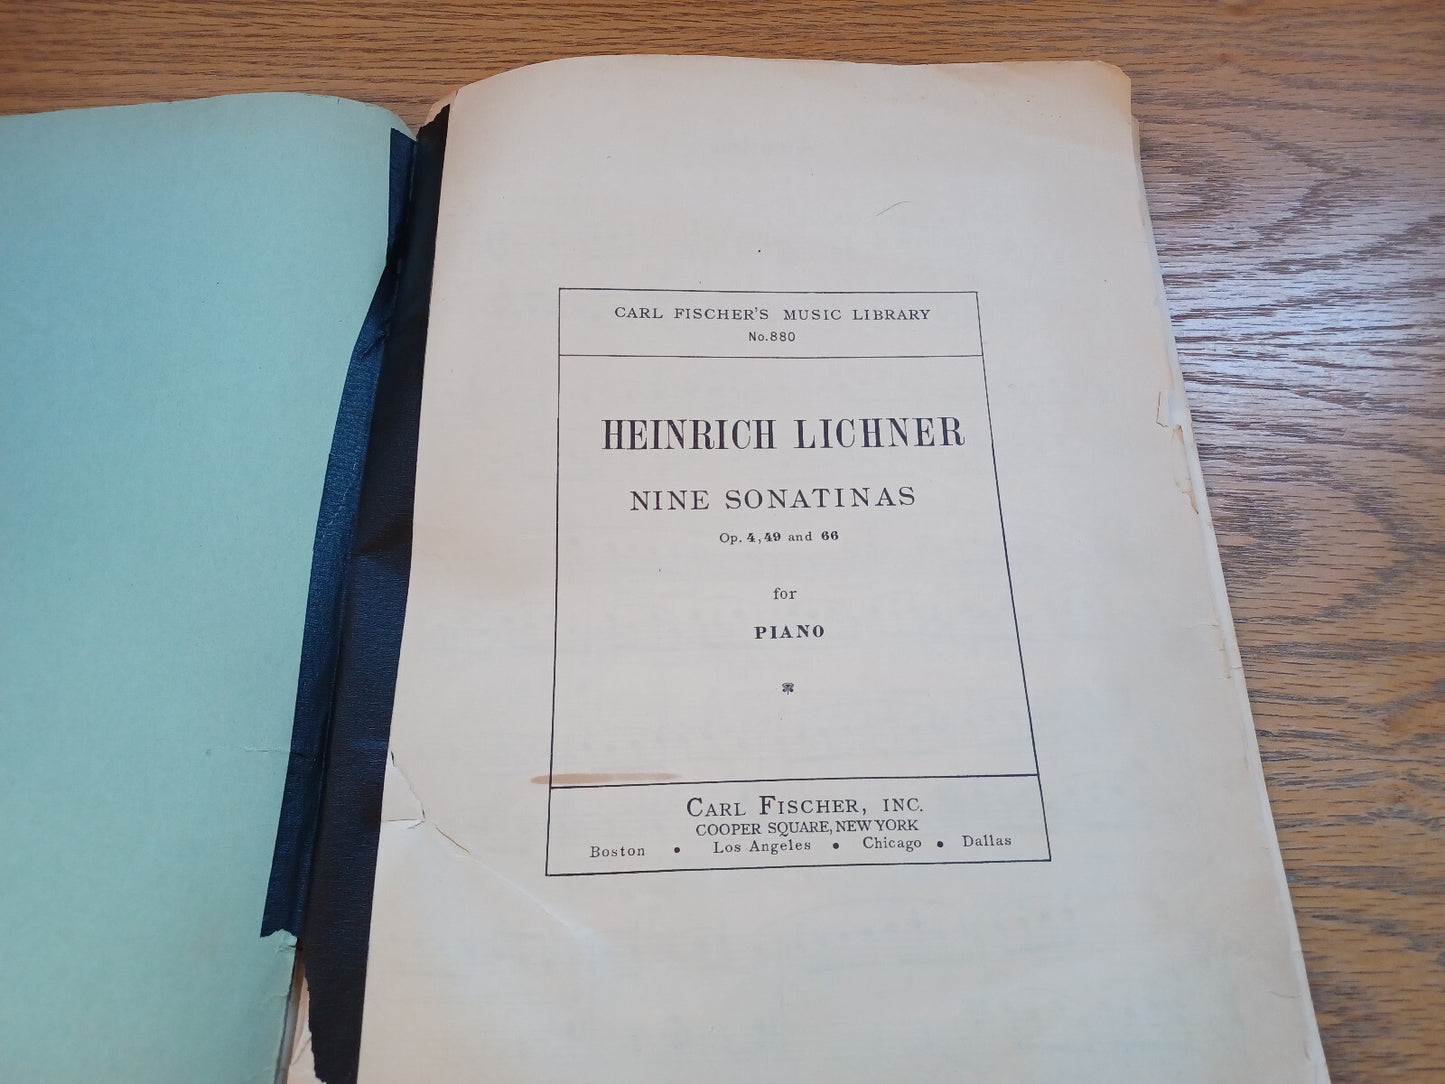 CARL FISCHER'S MUSIC LIBRARY
No.880
HEINRICH LICHNER
NINE SONATINAS
Op. 4, 49 and 66
for
PIANO
CARL FISCHER, INC.
COOPER SQUARE, NEW YORK
Boston • Los Angeles • Chicago • Dallas